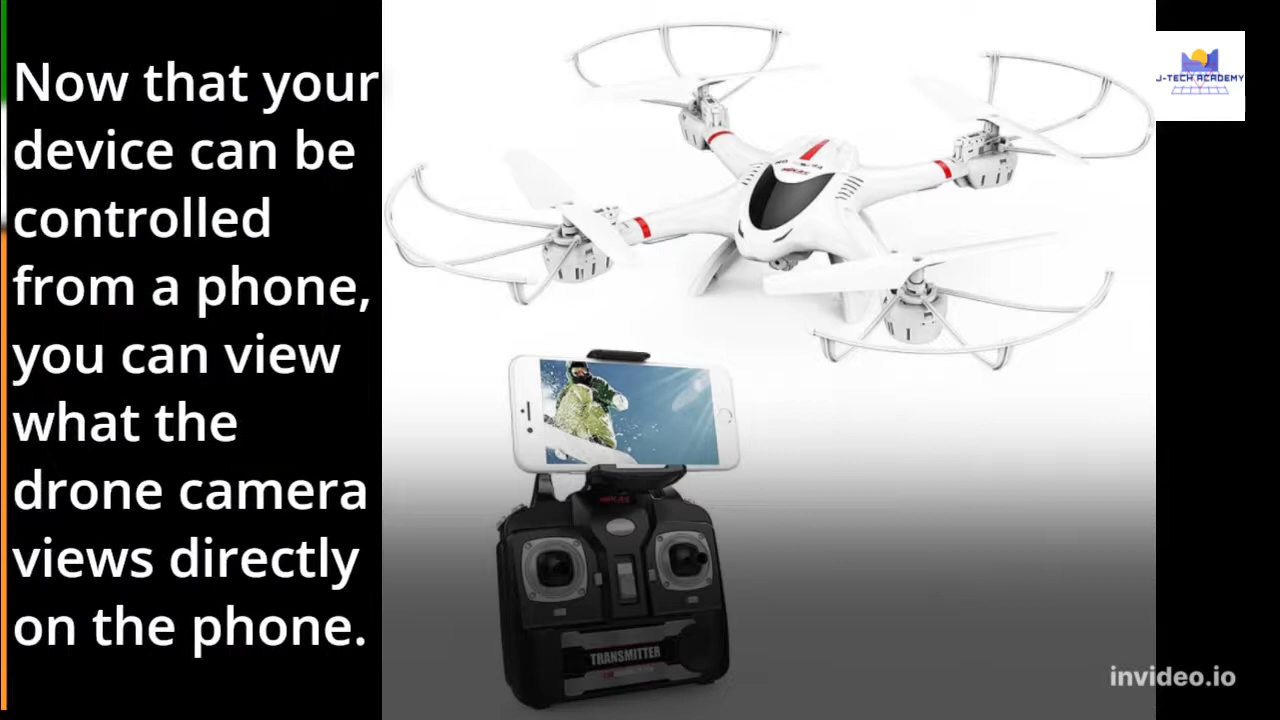 Now that your
device can be
controlled
from a phone,
you can view
what the
drone camera
views directly
on the phone.
J-TECH ACADEMY
TRANSMITTER
invideo.io